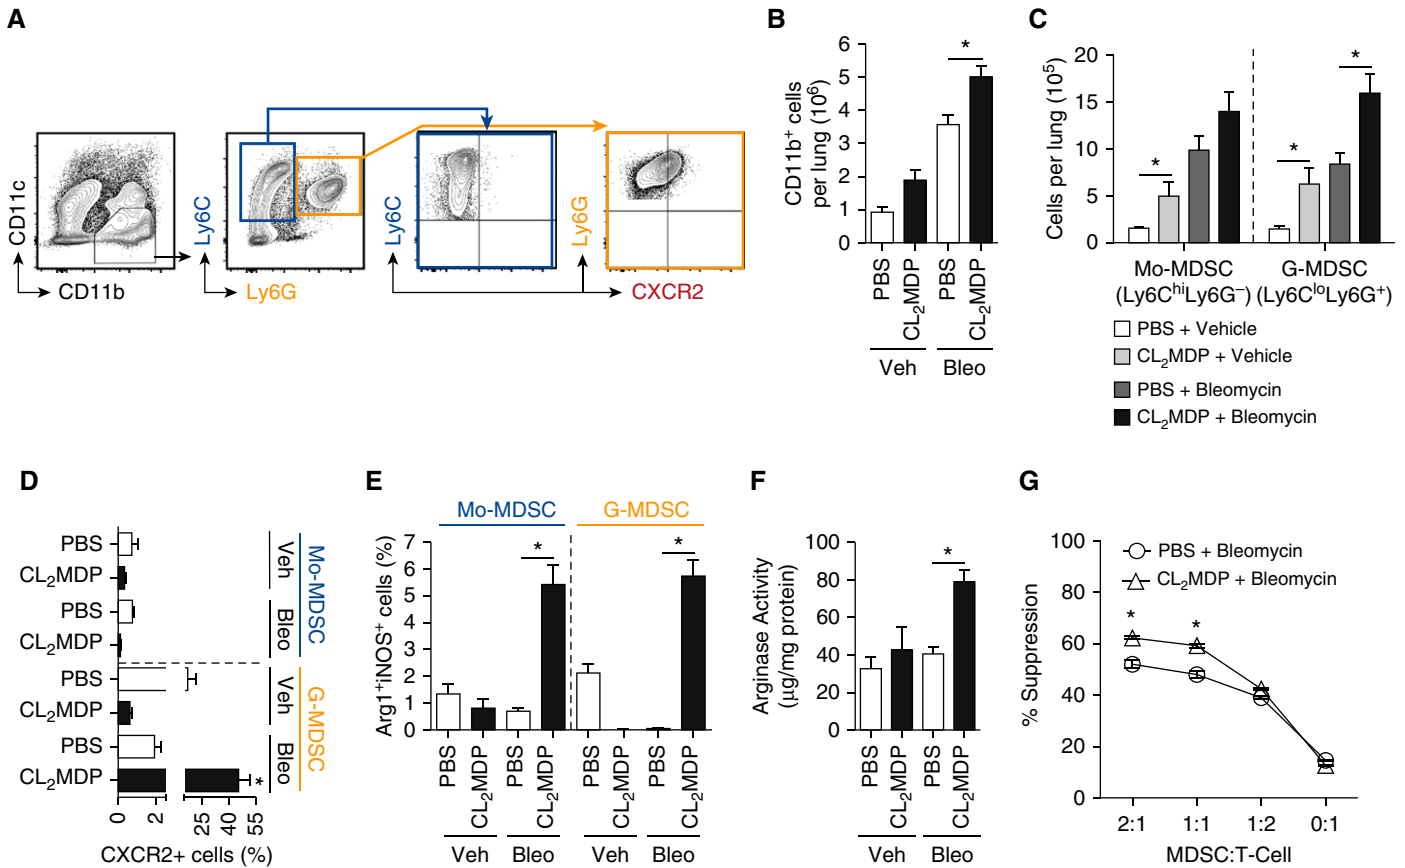 A
CD11c
CD11b
Ly6C
Ly6G
Ly6C
Ly6G
CXCR2
B
CD11b⁺ cells
per lung (10⁶)
6
5
4
3
2
1
0
*
PBS
CL₂MDP
PBS
CL₂MDP
Veh
Bleo
C
Cells per lung (10⁵)
20
15
10
5
0
*
*
*
Mo-MDSC
(Ly6CʰⁱLy6G⁻)
G-MDSC
(Ly6CˡᵒLy6G⁺)
PBS + Vehicle
CL₂MDP + Vehicle
PBS + Bleomycin
CL₂MDP + Bleomycin
D
PBS
CL₂MDP
PBS
CL₂MDP
PBS
CL₂MDP
PBS
CL₂MDP
*
Veh
Bleo
Veh
Bleo
Mo-MDSC
G-MDSC
0
2
25
40
55
CXCR2+ cells (%)
E
Mo-MDSC
G-MDSC
Arg1⁺iNOS⁺ cells (%)
7
6
5
4
3
2
1
0
*
*
PBS
CL₂MDP
PBS
CL₂MDP
PBS
CL₂MDP
PBS
CL₂MDP
Veh
Bleo
Veh
Bleo
F
Arginase Activity
(µg/mg protein)
100
80
60
40
20
0
*
PBS
CL₂MDP
PBS
CL₂MDP
Veh
Bleo
G
% Suppression
100
80
60
40
20
0
PBS + Bleomycin
CL₂MDP + Bleomycin
*
*
2:1
1:1
1:2
0:1
MDSC:T-Cell